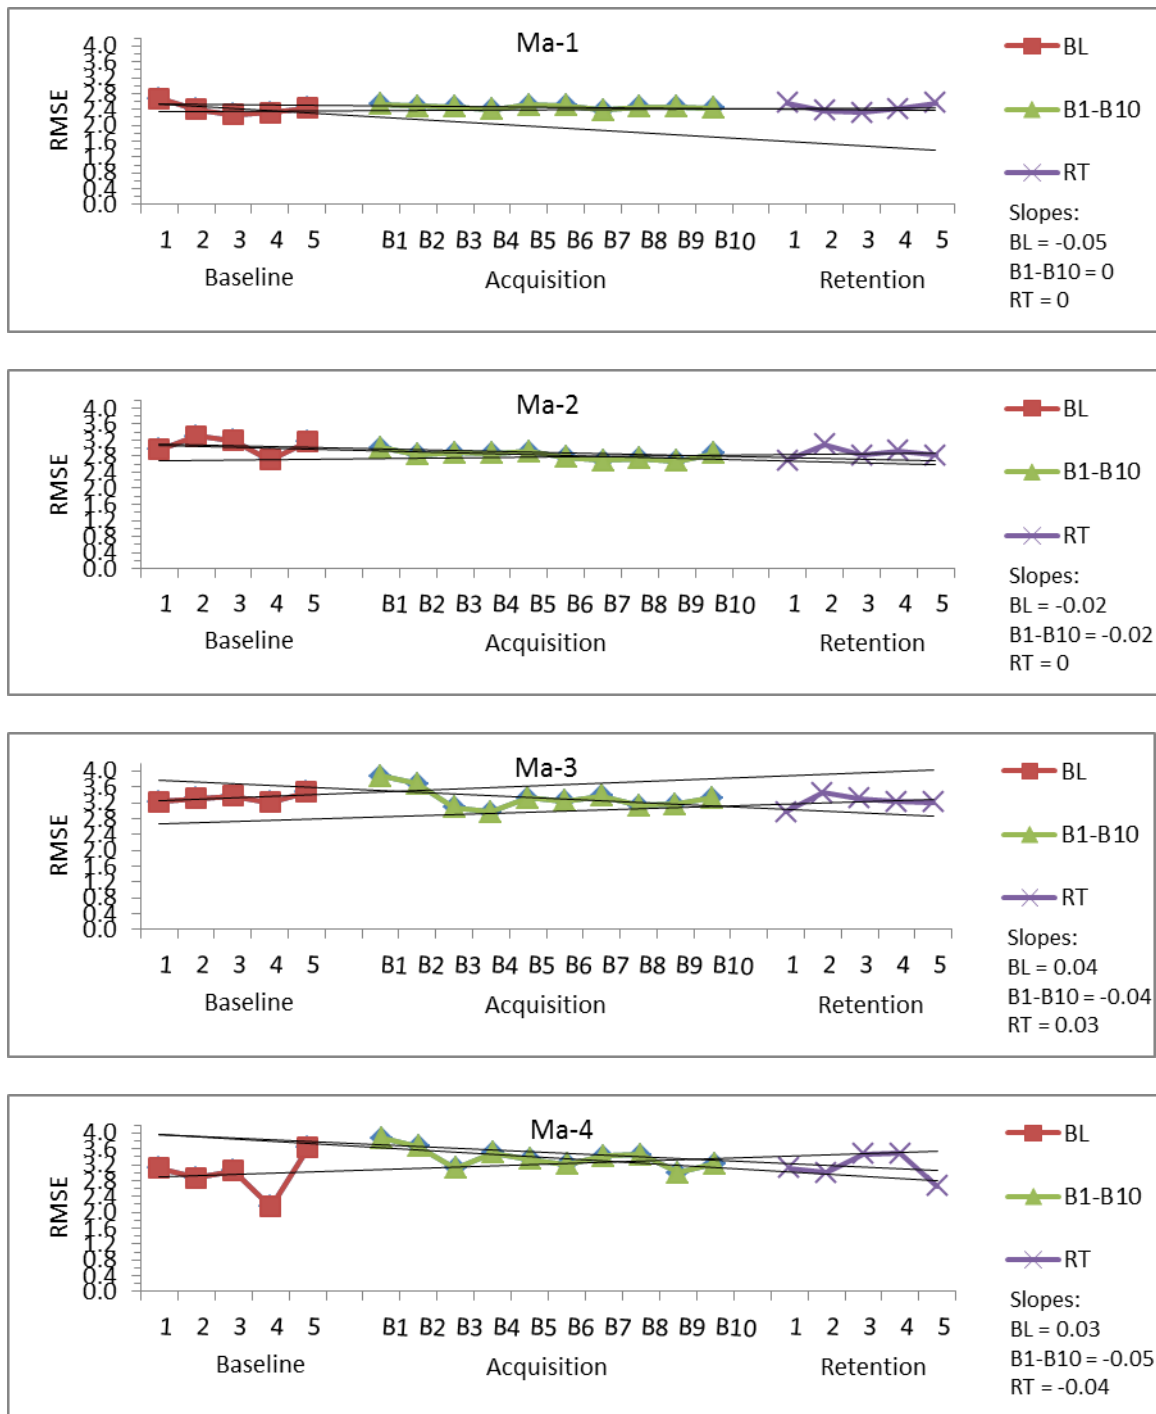 Ma-1
RMSE
4.0
3.6
3.2
2.8
2.4
2.0
1.6
1.2
0.8
0.4
0.0
1 2 3 4 5 B1 B2 B3 B4 B5 B6 B7 B8 B9 B10 1 2 3 4 5
Baseline Acquisition Retention
BL
B1-B10
RT
Slopes:
BL = -0.05
B1-B10 = 0
RT = 0
Ma-2
RMSE
4.0
3.6
3.2
2.8
2.4
2.0
1.6
1.2
0.8
0.4
0.0
1 2 3 4 5 B1 B2 B3 B4 B5 B6 B7 B8 B9 B10 1 2 3 4 5
Baseline Acquisition Retention
BL
B1-B10
RT
Slopes:
BL = -0.02
B1-B10 = -0.02
RT = 0
Ma-3
RMSE
4.0
3.6
3.2
2.8
2.4
2.0
1.6
1.2
0.8
0.4
0.0
1 2 3 4 5 B1 B2 B3 B4 B5 B6 B7 B8 B9 B10 1 2 3 4 5
Baseline Acquisition Retention
BL
B1-B10
RT
Slopes:
BL = 0.04
B1-B10 = -0.04
RT = 0.03
Ma-4
RMSE
4.0
3.6
3.2
2.8
2.4
2.0
1.6
1.2
0.8
0.4
0.0
1 2 3 4 5 B1 B2 B3 B4 B5 B6 B7 B8 B9 B10 1 2 3 4 5
Baseline Acquisition Retention
BL
B1-B10
RT
Slopes:
BL = 0.03
B1-B10 = -0.05
RT = -0.04